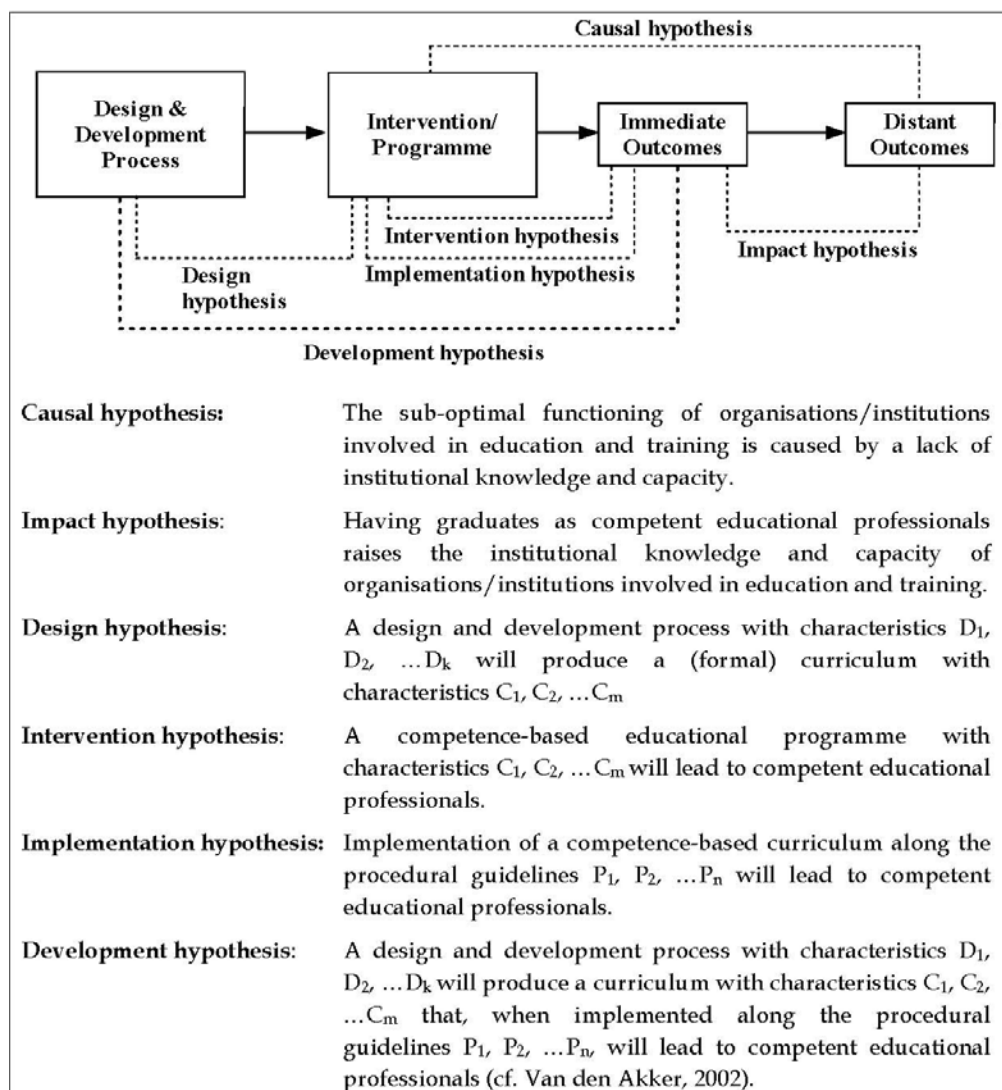 Causal hypothesis
Design &
Development
Process
Intervention/
Programme
Immediate
Outcomes
Distant
Outcomes
Intervention hypothesis
Impact hypothesis
Design
hypothesis
Implementation hypothesis
Development hypothesis
Causal hypothesis: The sub-optimal functioning of organisations/institutions
involved in education and training is caused by a lack of
institutional knowledge and capacity.
Impact hypothesis: Having graduates as competent educational professionals
raises the institutional knowledge and capacity of
organisations/institutions involved in education and training.
Design hypothesis: A design and development process with characteristics D₁,
D₂, …Dₖ will produce a (formal) curriculum with
characteristics C₁, C₂, …Cₘ
Intervention hypothesis: A competence-based educational programme with
characteristics C₁, C₂, …Cₘ will lead to competent educational
professionals.
Implementation hypothesis: Implementation of a competence-based curriculum along the
procedural guidelines P₁, P₂, …Pₙ will lead to competent
educational professionals.
Development hypothesis: A design and development process with characteristics D₁,
D₂, …Dₖ will produce a curriculum with characteristics C₁, C₂,
…Cₘ that, when implemented along the procedural
guidelines P₁, P₂, …Pₙ, will lead to competent educational
professionals (cf. Van den Akker, 2002).